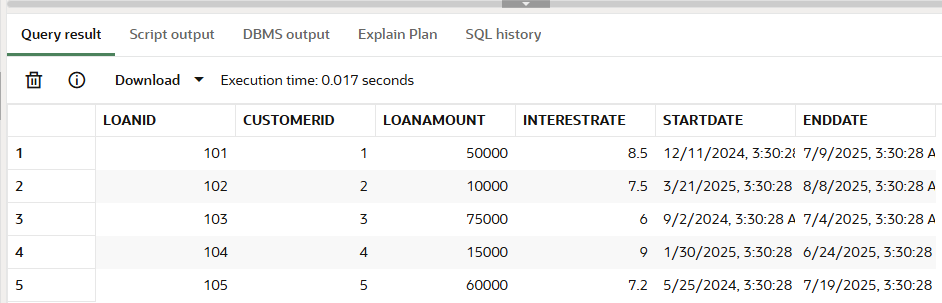 Query result Script output DBMS output Explain Plan SQL history
Download Execution time: 0.017 seconds
LOANID CUSTOMERID LOANAMOUNT INTERESTRATE STARTDATE ENDDATE
1 101 1 50000 8.5 12/11/2024, 3:30:28 7/9/2025, 3:30:28 A
2 102 2 10000 7.5 3/21/2025, 3:30:28 8/8/2025, 3:30:28 A
3 103 3 75000 6 9/2/2024, 3:30:28 A 7/4/2025, 3:30:28 A
4 104 4 15000 9 1/30/2025, 3:30:28 6/24/2025, 3:30:28
5 105 5 60000 7.2 5/25/2024, 3:30:28 7/19/2025, 3:30:28